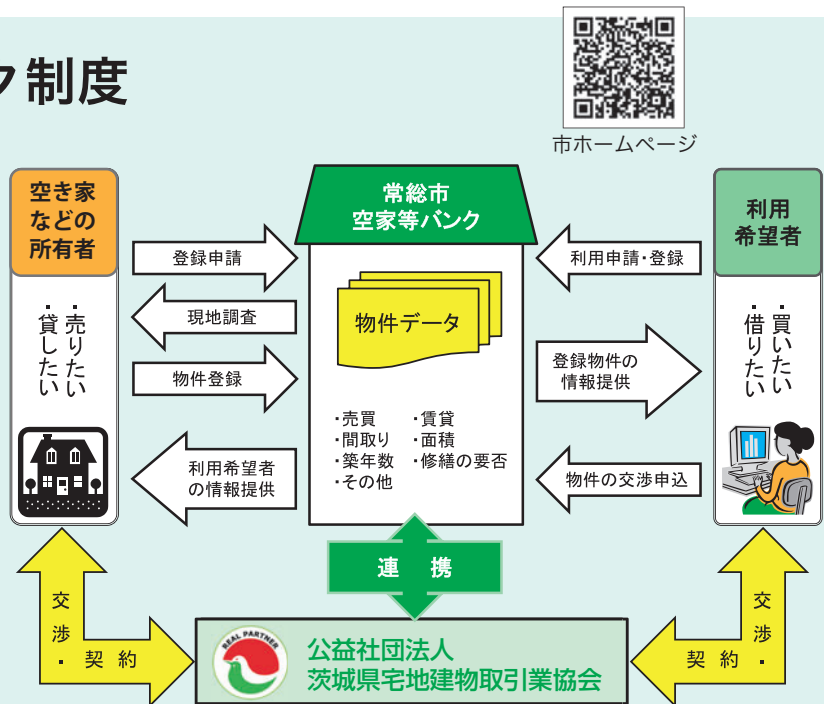 ク制度
市ホームページ
空き家
などの
所有者
・売りたい
・貸したい
登録申請
現地調査
物件登録
利用希望者
の情報提供
常総市
空家等バンク
物件データ
・売買 ・賃貸
・間取り ・面積
・築年数 ・修繕の要否
・その他
利用申請・登録
登録物件の
情報提供
物件の交渉申込
利用
希望者
・買いたい
・借りたい
連携
交渉・契約
REAL PARTNER
公益社団法人
茨城県宅地建物取引業協会
交渉・契約